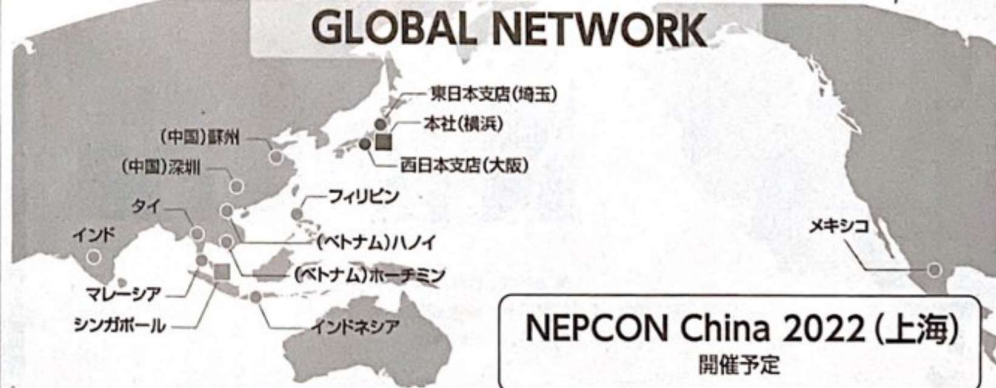 GLOBAL NETWORK
東日本支店(埼玉)
本社(横浜)
西日本支店(大阪)
(中国)蘇州
(中国)深圳
タイ
インド
フィリピン
(ベトナム)ハノイ
(ベトナム)ホーチミン
マレーシア
シンガポール
インドネシア
メキシコ
NEPCON China 2022(上海)
開催予定